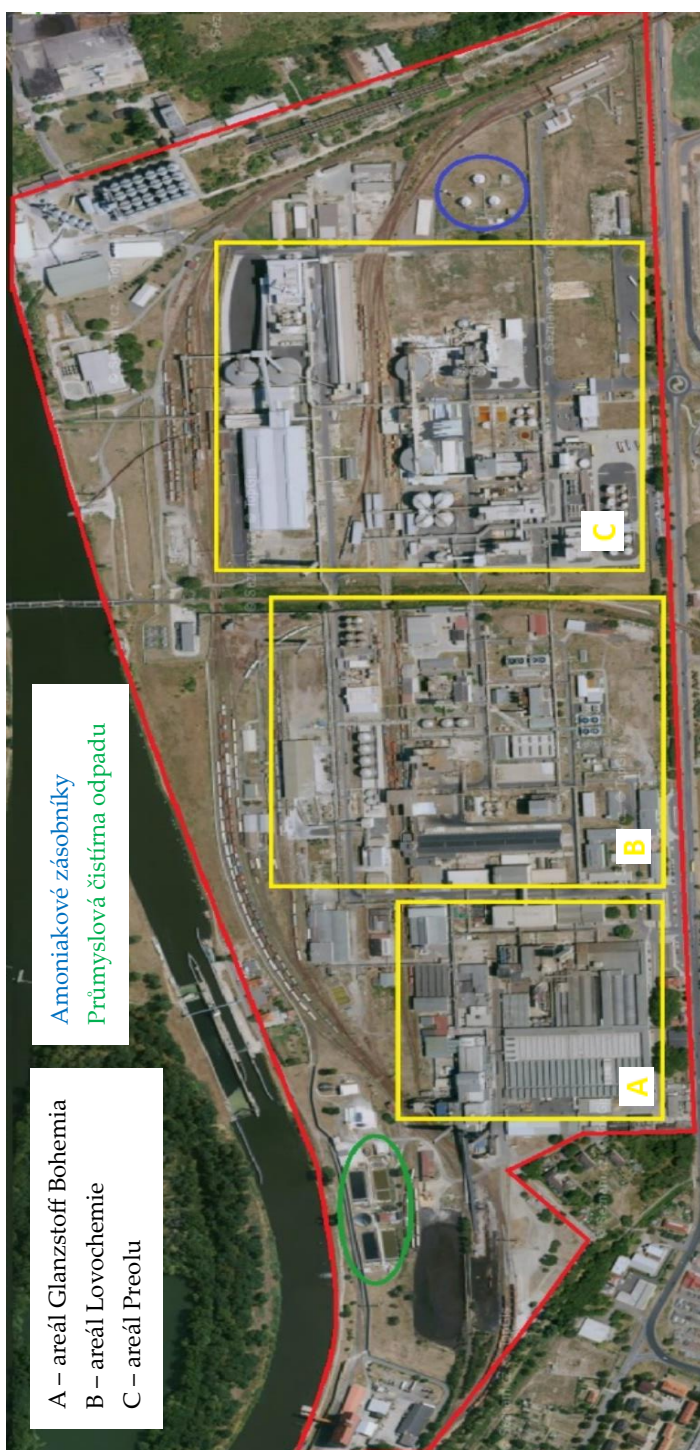 A – areál Glanzstoff Bohemia
B – areál Lovochemie
C – areál Preolu
Amoniakové zásobníky
Průmyslová čistírna odpadu
A
B
C